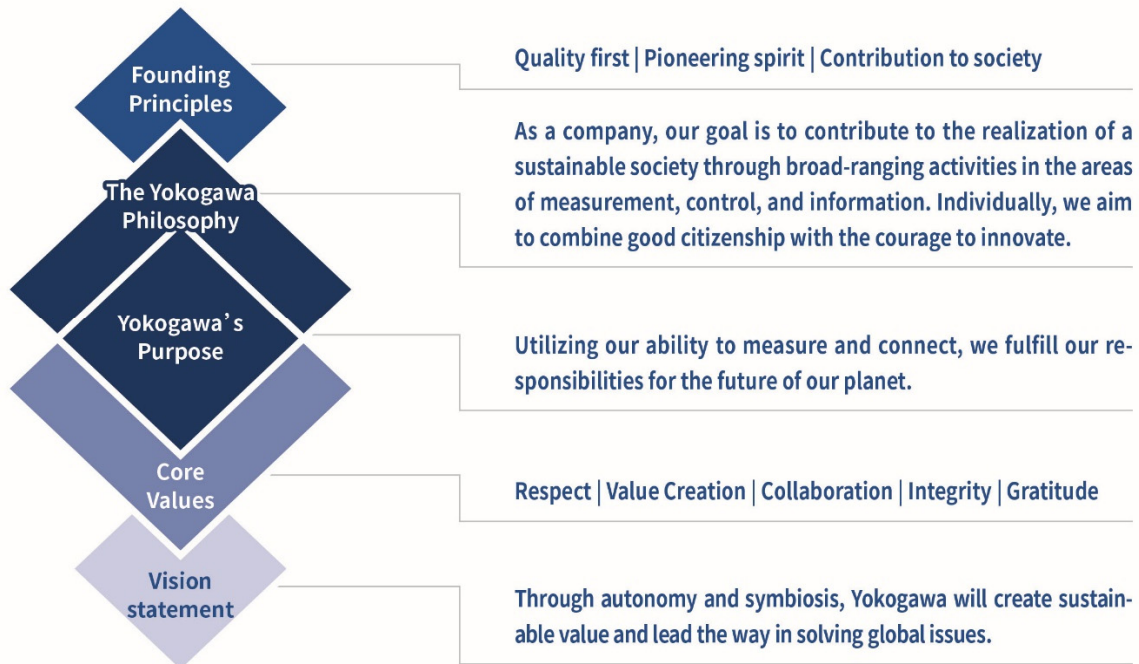 Founding
Principles
Quality first | Pioneering spirit | Contribution to society
The Yokogawa
Philosophy
As a company, our goal is to contribute to the realization of a
sustainable society through broad-ranging activities in the areas
of measurement, control, and information. Individually, we aim
to combine good citizenship with the courage to innovate.
Yokogawa’s
Purpose
Utilizing our ability to measure and connect, we fulfill our re-
sponsibilities for the future of our planet.
Core
Values
Respect | Value Creation | Collaboration | Integrity | Gratitude
Vision
statement
Through autonomy and symbiosis, Yokogawa will create sustain-
able value and lead the way in solving global issues.